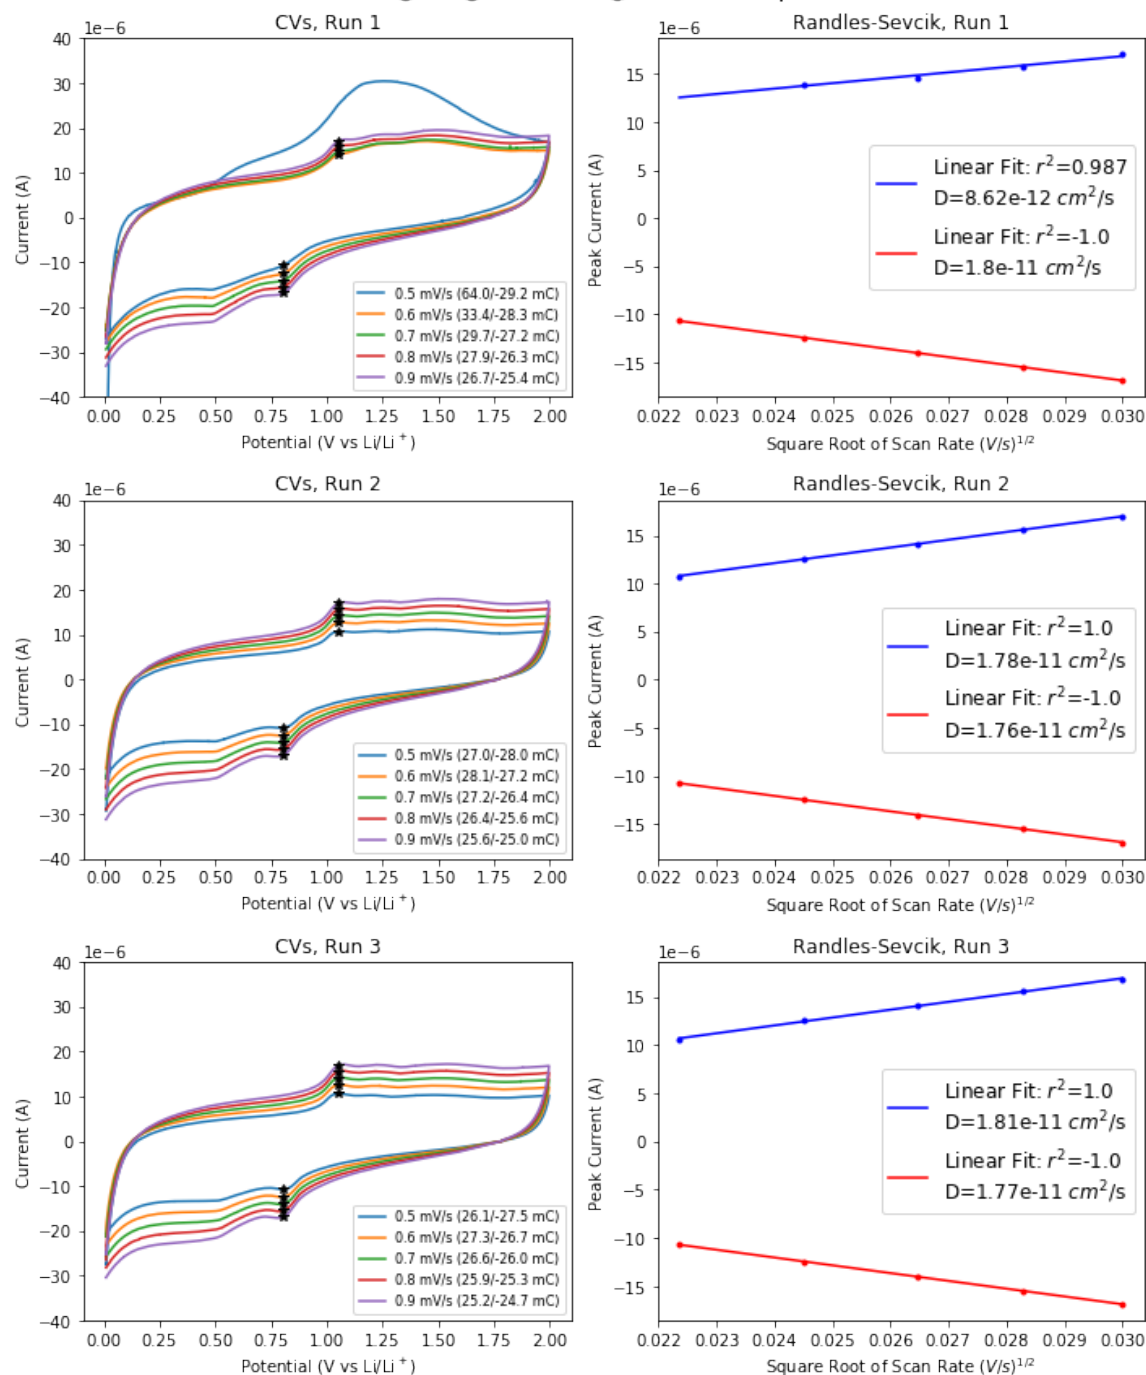 CVs, Run 1
1e−6
40
30
20
10
0
−10
−20
−30
−40
Current (A)
0.5 mV/s (64.0/-29.2 mC)
0.6 mV/s (33.4/-28.3 mC)
0.7 mV/s (29.7/-27.2 mC)
0.8 mV/s (27.9/-26.3 mC)
0.9 mV/s (26.7/-25.4 mC)
0.00 0.25 0.50 0.75 1.00 1.25 1.50 1.75 2.00
Potential (V vs Li/Li⁺)
Randles-Sevcik, Run 1
1e−6
15
10
5
0
−5
−10
−15
Peak Current (A)
Linear Fit: r²=0.987
D=8.62e-12 cm²/s
Linear Fit: r²=-1.0
D=1.8e-11 cm²/s
0.022 0.023 0.024 0.025 0.026 0.027 0.028 0.029 0.030
Square Root of Scan Rate (V/s)¹ᐟ²
CVs, Run 2
1e−6
40
30
20
10
0
−10
−20
−30
−40
Current (A)
0.5 mV/s (27.0/-28.0 mC)
0.6 mV/s (28.1/-27.2 mC)
0.7 mV/s (27.2/-26.4 mC)
0.8 mV/s (26.4/-25.6 mC)
0.9 mV/s (25.6/-25.0 mC)
0.00 0.25 0.50 0.75 1.00 1.25 1.50 1.75 2.00
Potential (V vs Li/Li⁺)
Randles-Sevcik, Run 2
1e−6
15
10
5
0
−5
−10
−15
Peak Current (A)
Linear Fit: r²=1.0
D=1.78e-11 cm²/s
Linear Fit: r²=-1.0
D=1.76e-11 cm²/s
0.022 0.023 0.024 0.025 0.026 0.027 0.028 0.029 0.030
Square Root of Scan Rate (V/s)¹ᐟ²
CVs, Run 3
1e−6
40
30
20
10
0
−10
−20
−30
−40
Current (A)
0.5 mV/s (26.1/-27.5 mC)
0.6 mV/s (27.3/-26.7 mC)
0.7 mV/s (26.6/-26.0 mC)
0.8 mV/s (25.9/-25.3 mC)
0.9 mV/s (25.2/-24.7 mC)
0.00 0.25 0.50 0.75 1.00 1.25 1.50 1.75 2.00
Potential (V vs Li/Li⁺)
Randles-Sevcik, Run 3
1e−6
15
10
5
0
−5
−10
−15
Peak Current (A)
Linear Fit: r²=1.0
D=1.81e-11 cm²/s
Linear Fit: r²=-1.0
D=1.77e-11 cm²/s
0.022 0.023 0.024 0.025 0.026 0.027 0.028 0.029 0.030
Square Root of Scan Rate (V/s)¹ᐟ²